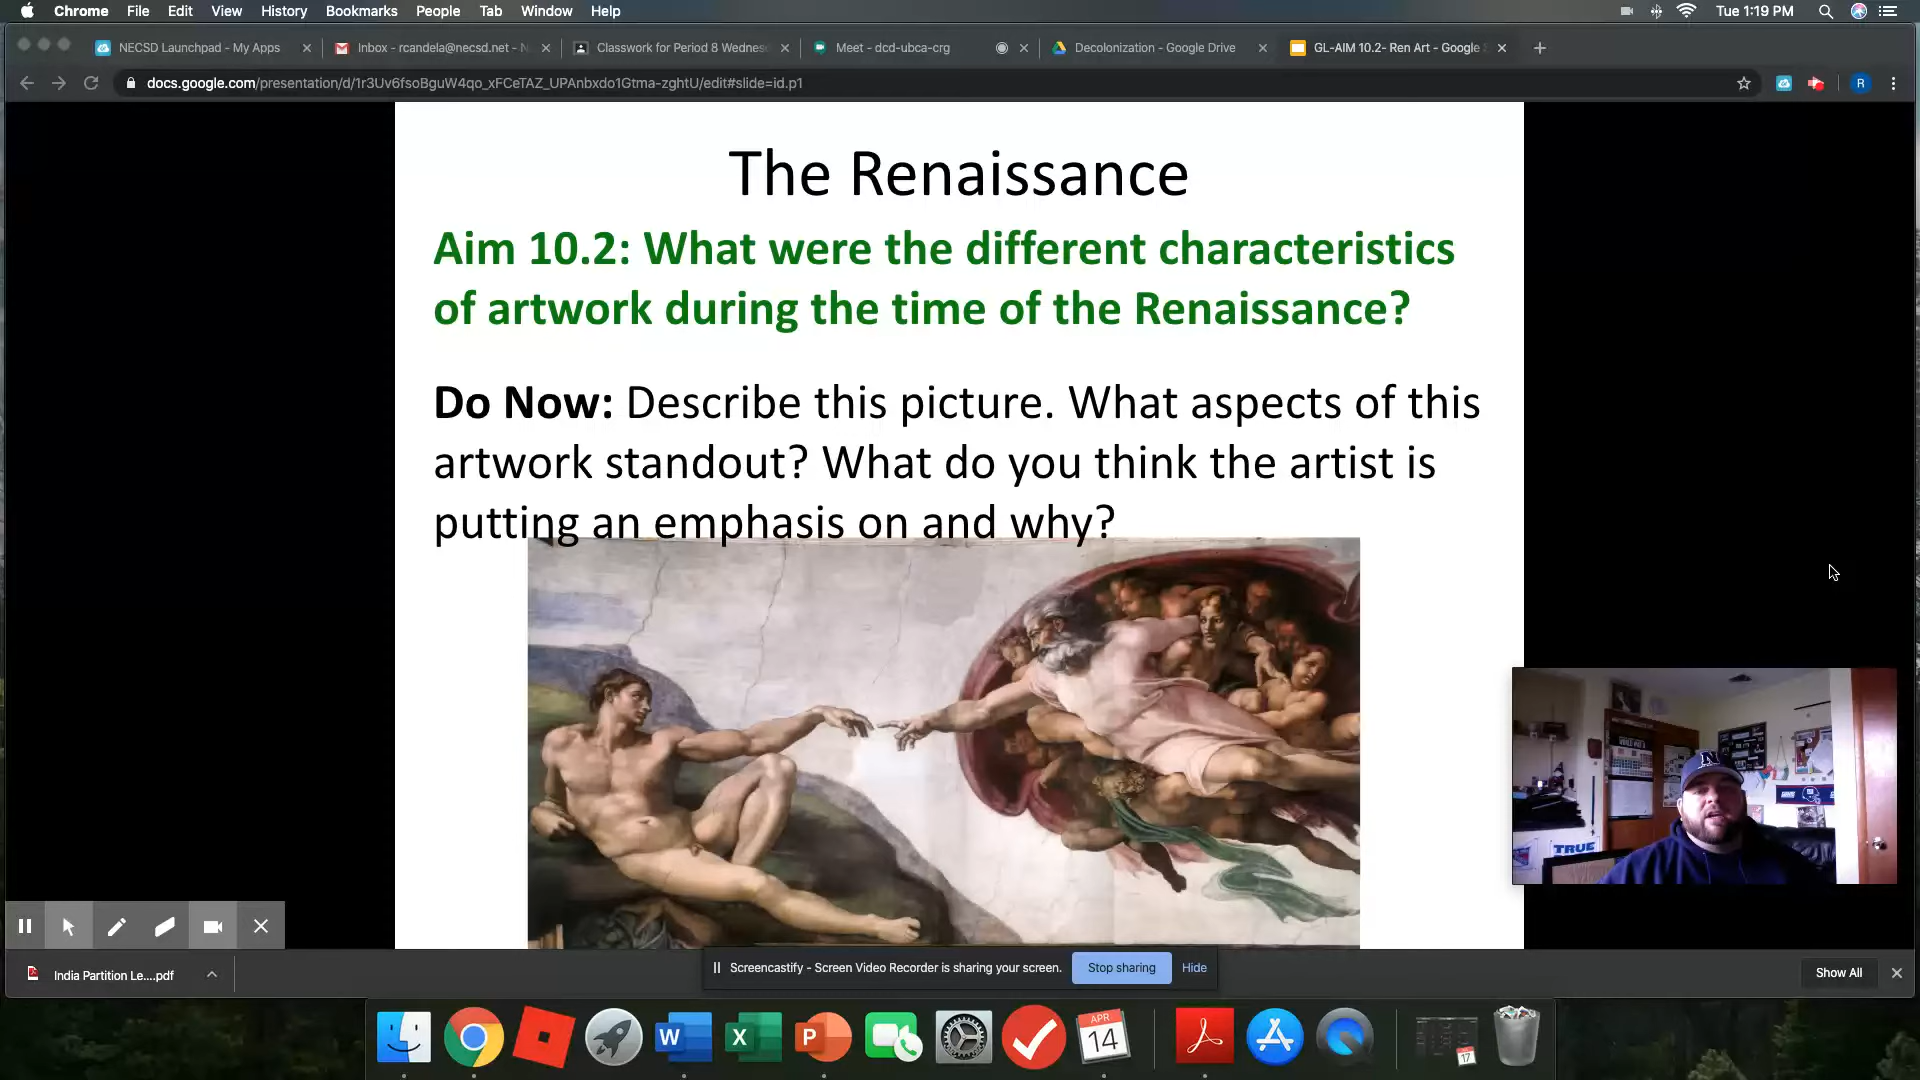 Chrome File Edit View History Bookmarks People Tab Window Help Tue 1:19 PM
NECSD Launchpad - My Apps Inbox - rcandela@necsd.net - N Classwork for Period 8 Wednes Meet - dcd-ubca-crg Decolonization - Google Drive GL-AIM 10.2- Ren Art - Google
docs.google.com/presentation/d/1r3Uv6fsoBguW4qo_xFCeTAZ_UPAnbxdo1Gtma-zghtU/edit#slide=id.p1 R
The Renaissance
Aim 10.2: What were the different characteristics
of artwork during the time of the Renaissance?
Do Now: Describe this picture. What aspects of this
artwork standout? What do you think the artist is
putting an emphasis on and why?
N
TRUE
India Partition Le....pdf
Screencastify - Screen Video Recorder is sharing your screen. Stop sharing Hide
Show All
W X P APR
14
17